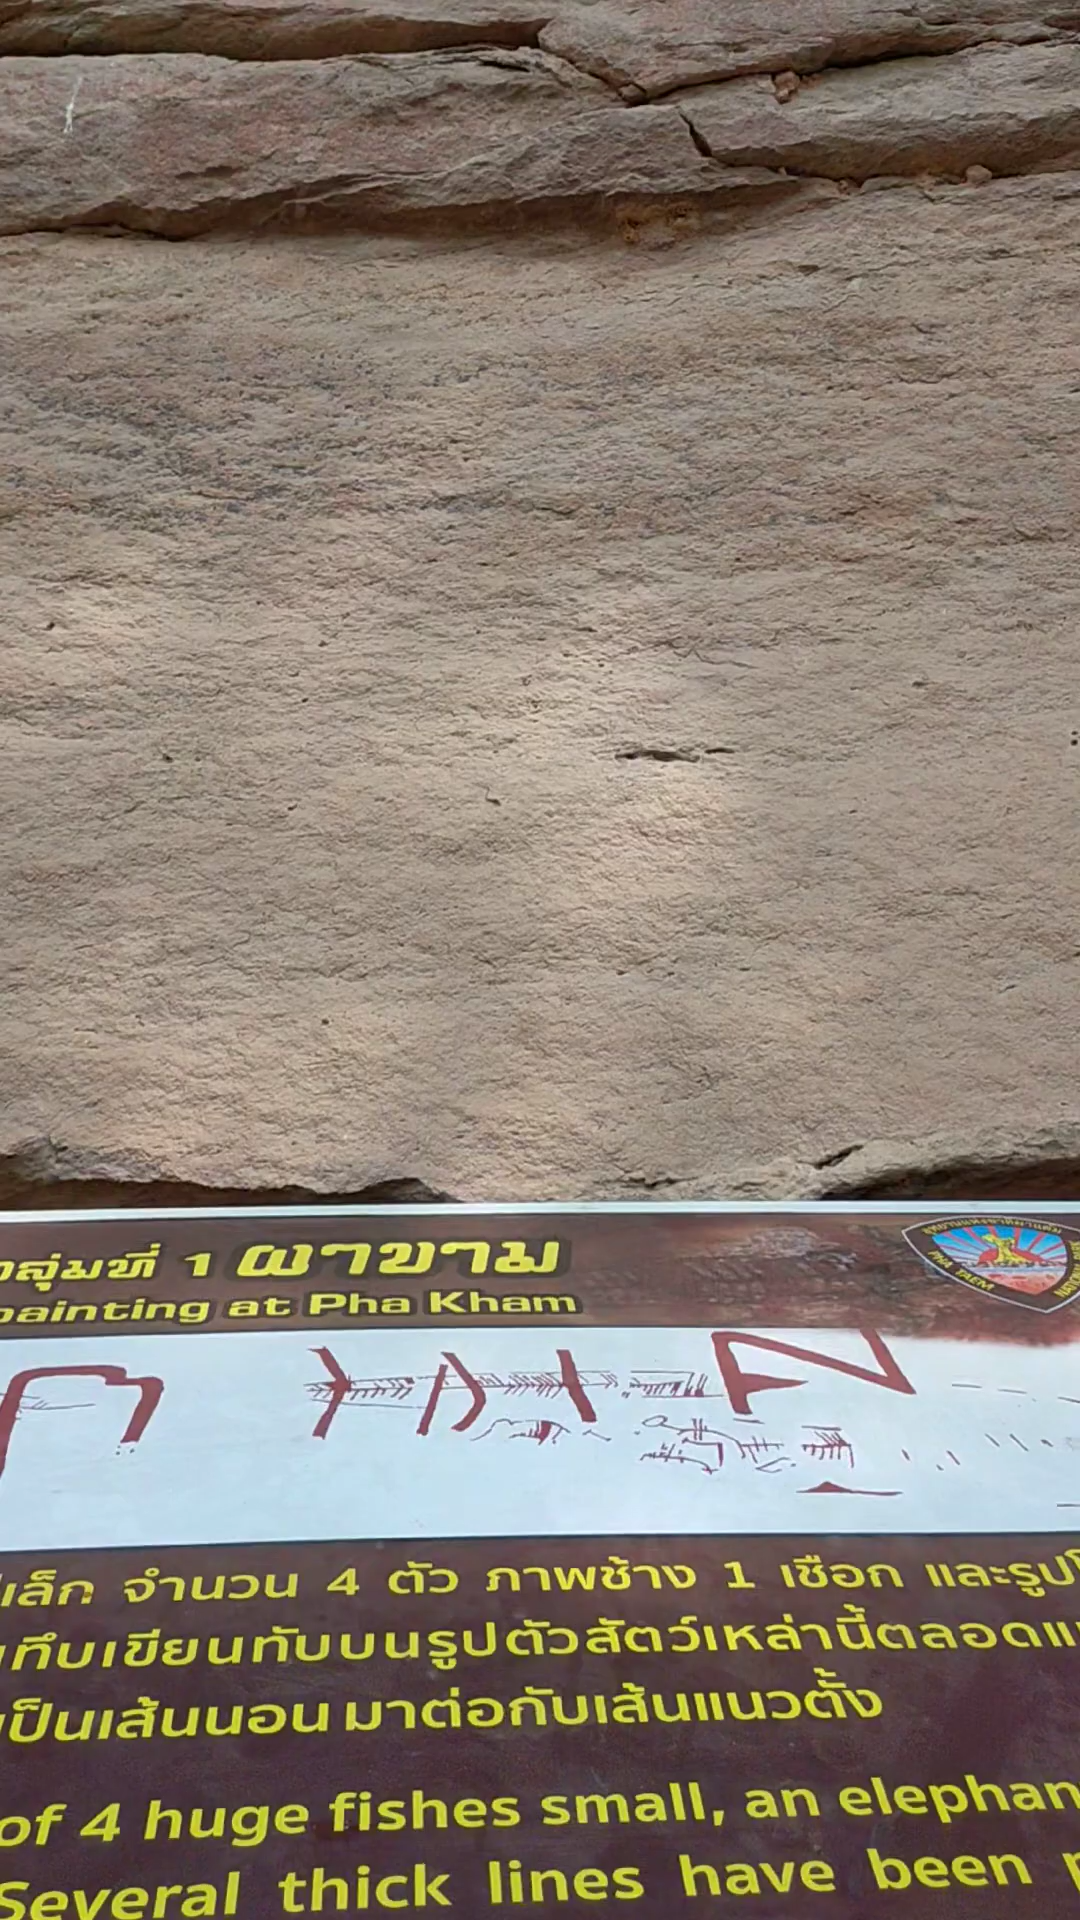 กลุ่มที่ 1 ผาขาม
painting at Pha Kham
PHA TAEM NATIONAL PARK
เล็ก จำนวน 4 ตัว ภาพช้าง 1 เชือก และรูป
ทึบเขียนทับบนรูปตัวสัตว์เหล่านี้ตลอด
เป็นเส้นนอน มาต่อกับเส้นแนวตั้ง
of 4 huge fishes small, an elephan
Several thick lines have been